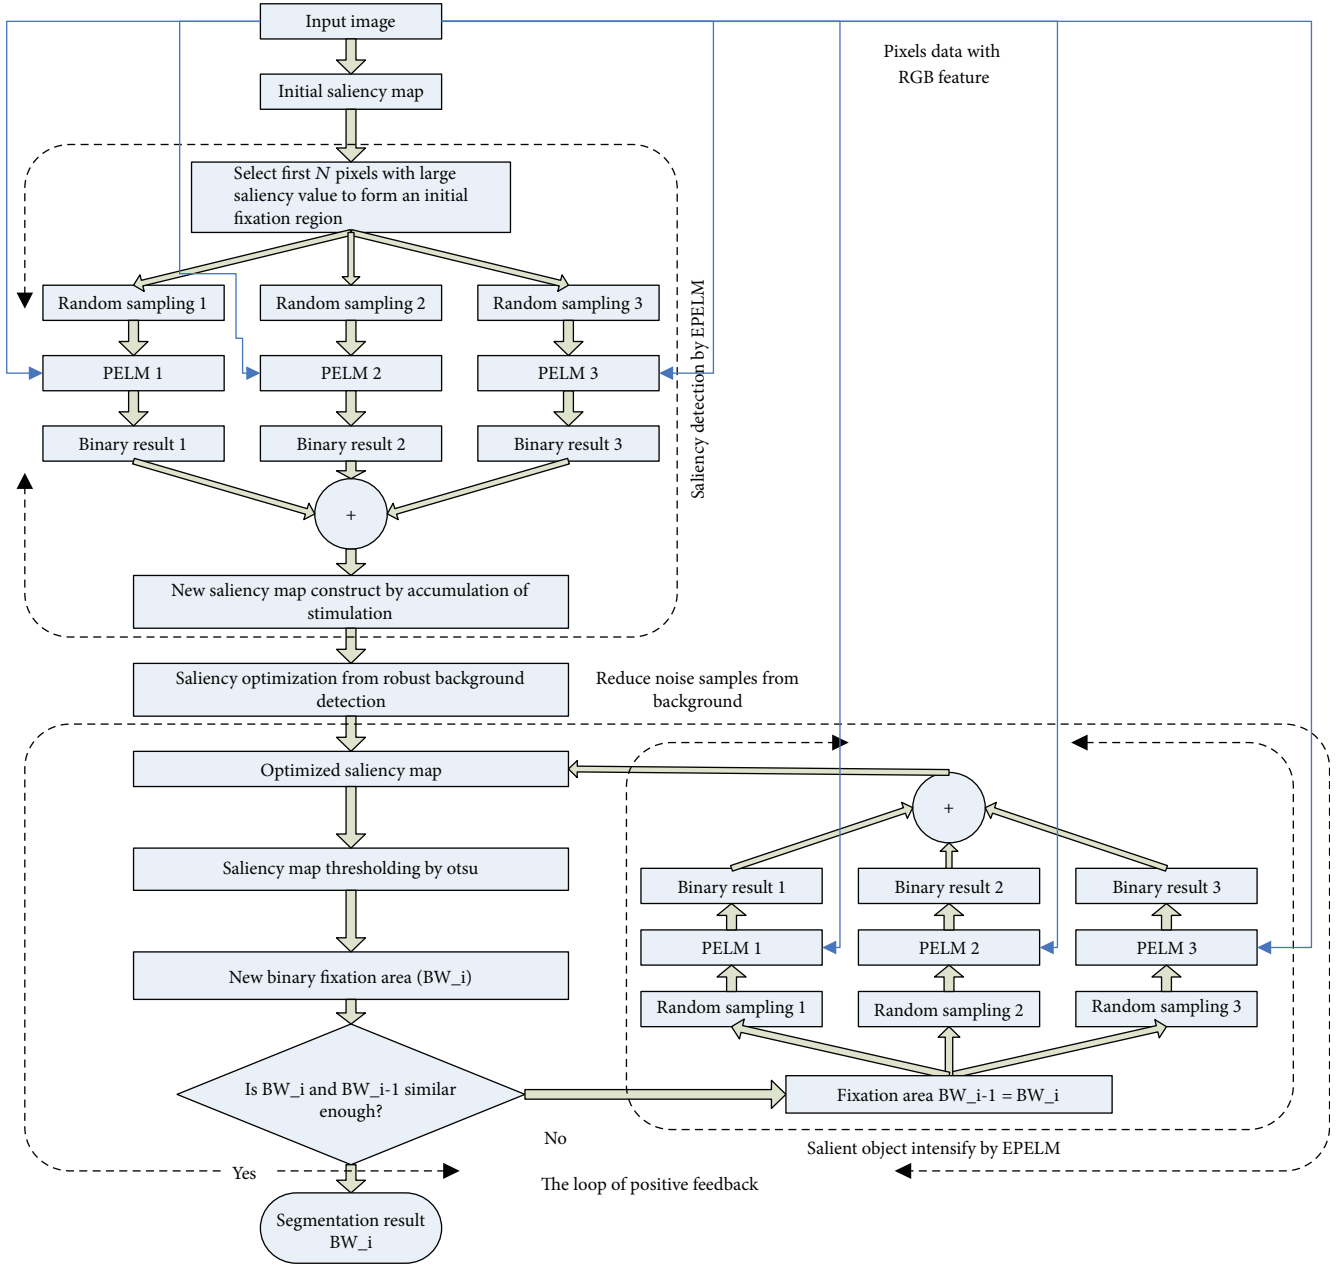 Input image
Pixels data with
RGB feature
Initial saliency map
Select first N pixels with large
saliency value to form an initial
fixation region
Random sampling 1
Random sampling 2
Random sampling 3
PELM 1
PELM 2
PELM 3
Binary result 1
Binary result 2
Binary result 3
+
Saliency detection by EPELM
New saliency map construct by accumulation of
stimulation
Saliency optimization from robust background
detection
Reduce noise samples from
background
Optimized saliency map
Saliency map thresholding by otsu
New binary fixation area (BW_i)
Is BW_i and BW_i-1 similar
enough?
No
Yes
Segmentation result
BW_i
+
Binary result 1
Binary result 2
Binary result 3
PELM 1
PELM 2
PELM 3
Random sampling 1
Random sampling 2
Random sampling 3
Fixation area BW_i-1 = BW_i
Salient object intensify by EPELM
The loop of positive feedback